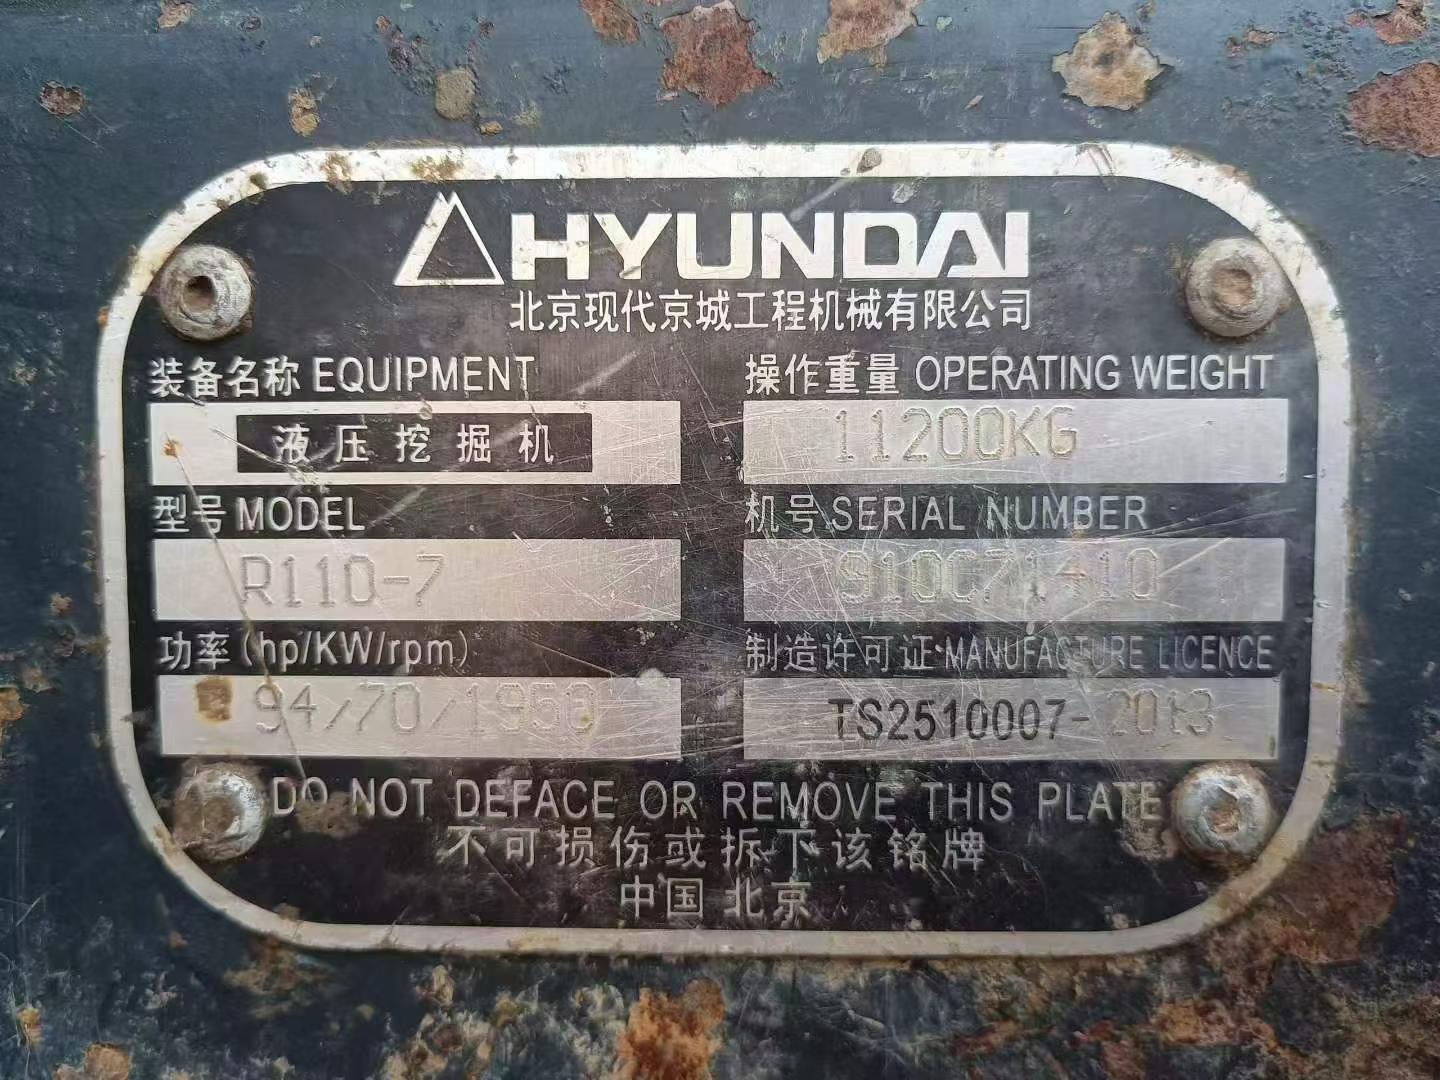 HYUNDAI
北京现代京城工程机械有限公司
装备名称 EQUIPMENT
液压挖掘机
操作重量 OPERATING WEIGHT
11200KG
型号 MODEL
R110-7
机号 SERIAL NUMBER
功率(hp/KW/rpm)
94/70/1950
制造许可证 MANUFACTURE LICENCE
TS2510007-2013
DO NOT DEFACE OR REMOVE THIS PLATE
不可损伤或拆下该铭牌
中国 北京